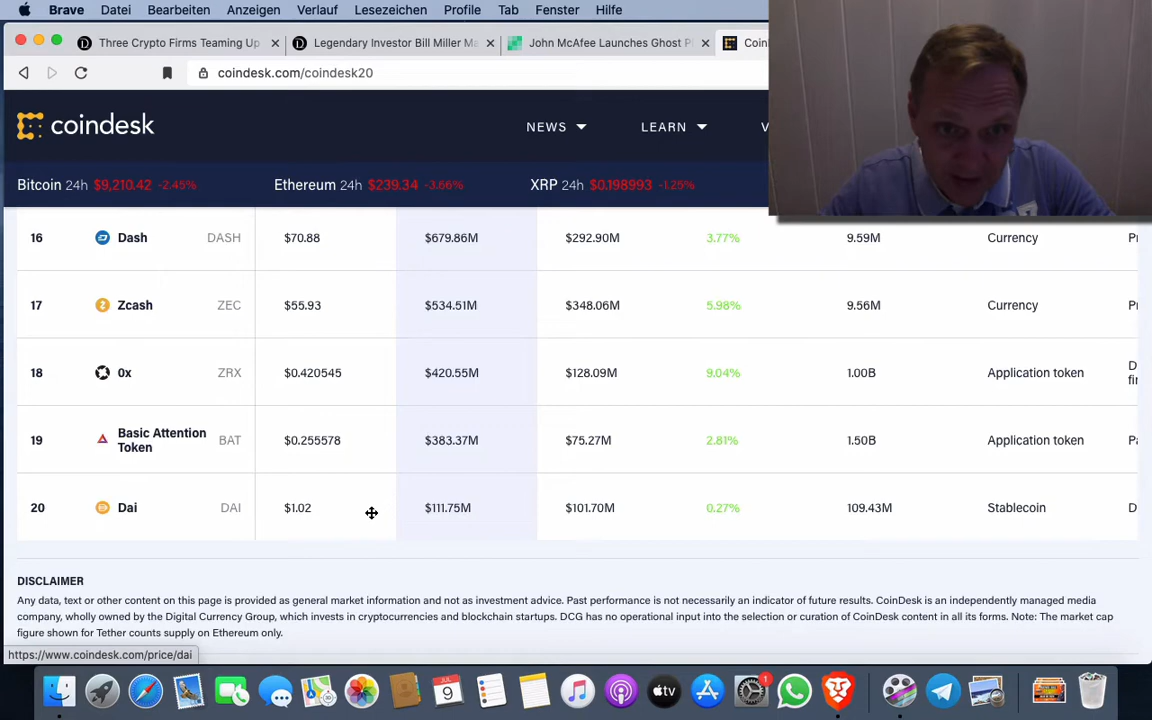 Brave Datei Bearbeiten Anzeigen Verlauf Lesezeichen Profile Tab Fenster Hilfe
Three Crypto Firms Teaming Up Legendary Investor Bill Miller John McAfee Launches Ghost
coindesk.com/coindesk20
coindesk NEWS LEARN
Bitcoin 24h $9,210.42 -2.45% Ethereum 24h $239.34 -3.66% XRP 24h $0.198993 -1.25%
16 Dash DASH $70.88 $679.86M $292.90M 3.77% 9.59M Currency
17 Zcash ZEC $55.93 $534.51M $348.06M 5.98% 9.56M Currency
18 0x ZRX $0.420545 $420.55M $128.09M 9.04% 1.00B Application token
19 Basic Attention
Token BAT $0.255578 $383.37M $75.27M 2.81% 1.50B Application token
20 Dai DAI $1.02 $111.75M $101.70M 0.27% 109.43M Stablecoin
DISCLAIMER
Any data, text or other content on this page is provided as general market information and not as investment advice. Past performance is not necessarily an indicator of future results. CoinDesk is an independently managed media
company, wholly owned by the Digital Currency Group, which invests in cryptocurrencies and blockchain startups. DCG has no operational input into the selection or curation of CoinDesk content in all its forms. Note: The market cap
figure shown for Tether counts supply on Ethereum only.
https://www.coindesk.com/price/dai
JUL
9
tv
1